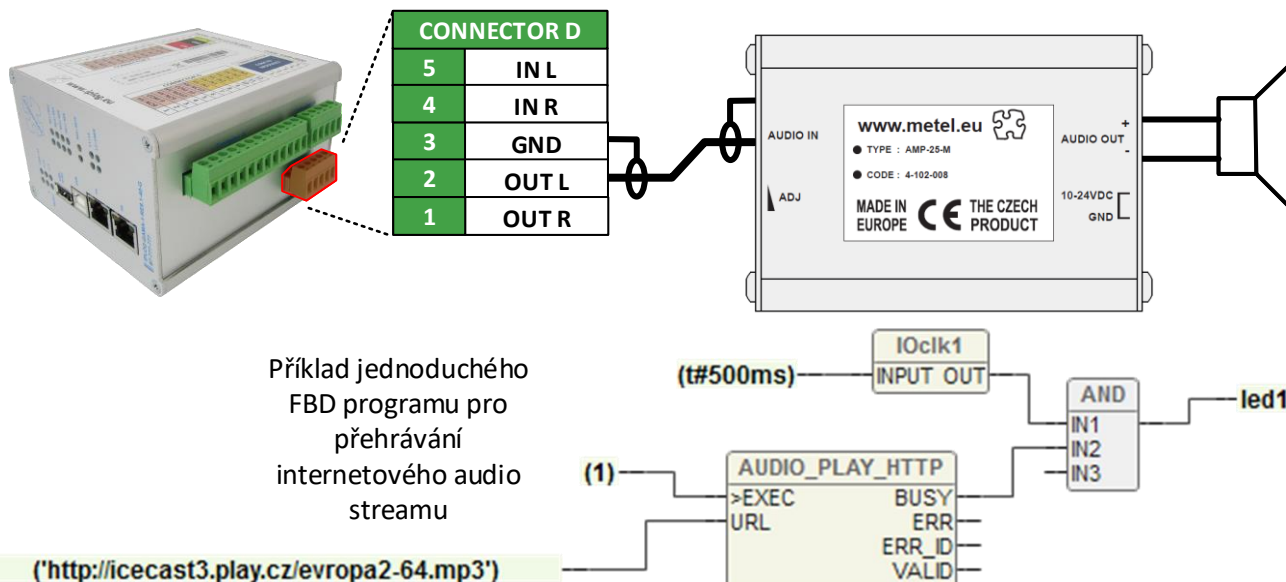 CONNECTOR D
5 IN L
4 IN R
3 GND
2 OUT L
1 OUT R
AUDIO IN
ADJ
www.metel.eu
TYPE : AMP-25-M
CODE : 4-102-008
MADE IN
EUROPE
CE
THE CZECH
PRODUCT
+
AUDIO OUT
-
10-24VDC
GND
Příklad jednoduchého
FBD programu pro
přehrávání
internetového audio
streamu
(t#500ms)
IOclk1
INPUT OUT
AND
IN1
IN2
IN3
led1
(1)
AUDIO_PLAY_HTTP
>EXEC BUSY
URL ERR
ERR_ID
VALID
('http://icecast3.play.cz/evropa2-64.mp3')